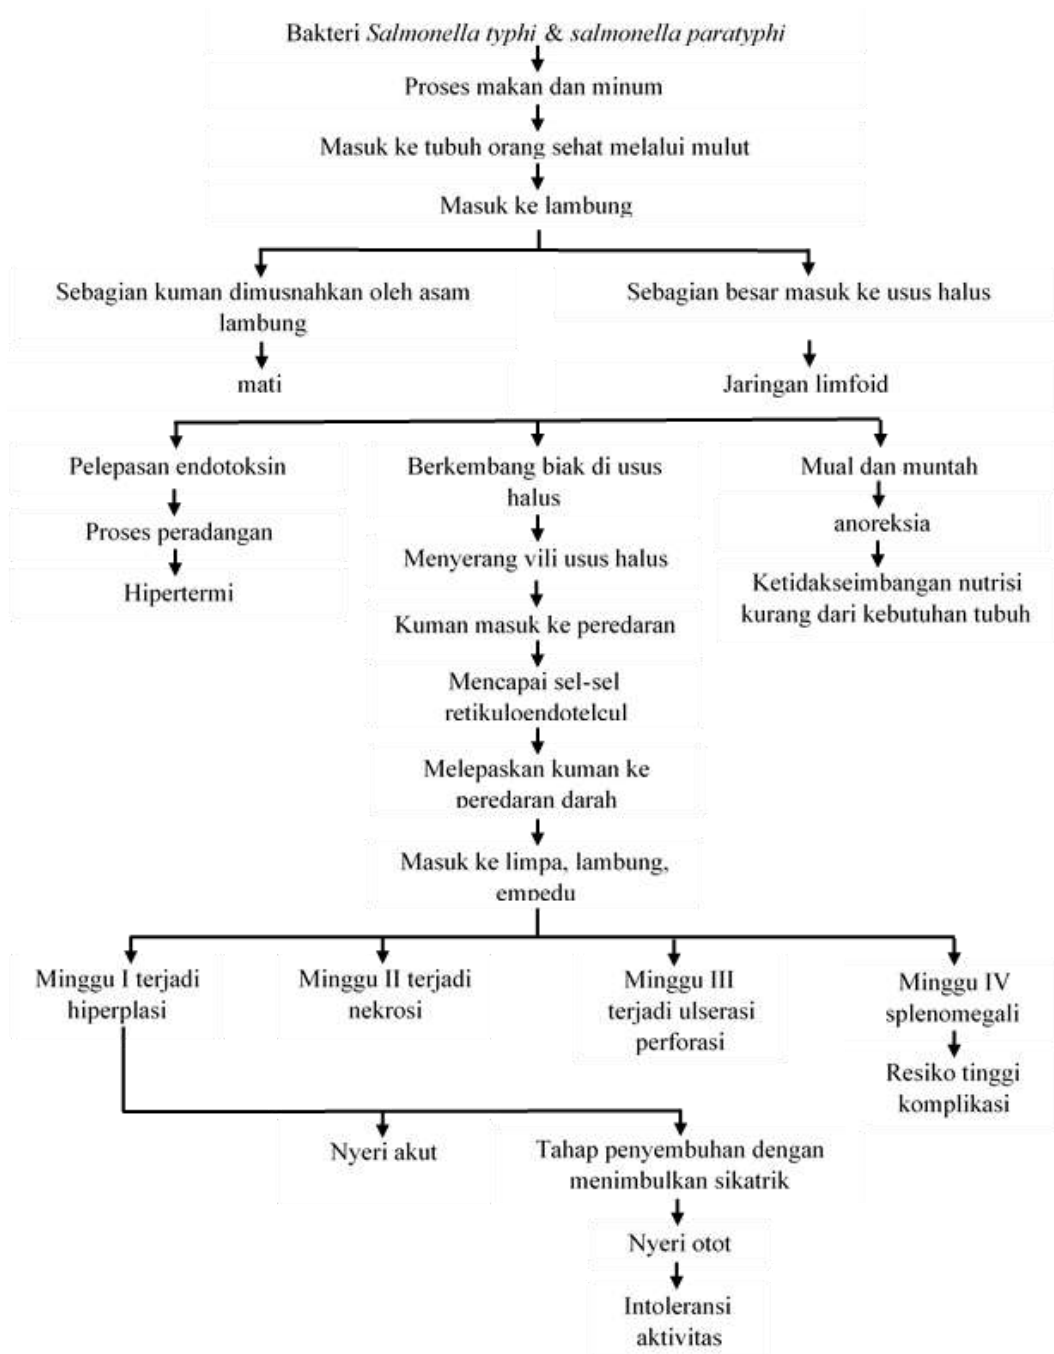 Bakteri Salmonella typhi & salmonella paratyphi
Proses makan dan minum
Masuk ke tubuh orang sehat melalui mulut
Masuk ke lambung
Sebagian kuman dimusnahkan oleh asam
lambung
mati
Sebagian besar masuk ke usus halus
Jaringan limfoid
Pelepasan endotoksin
Proses peradangan
Hipertermi
Berkembang biak di usus
halus
Menyerang vili usus halus
Kuman masuk ke peredaran
Mencapai sel-sel
retikuloendotelcul
Melepaskan kuman ke
peredaran darah
Masuk ke limpa, lambung,
empedu
Mual dan muntah
anoreksia
Ketidakseimbangan nutrisi
kurang dari kebutuhan tubuh
Minggu I terjadi
hiperplasi
Minggu II terjadi
nekrosi
Minggu III
terjadi ulserasi
perforasi
Minggu IV
splenomegali
Resiko tinggi
komplikasi
Nyeri akut
Tahap penyembuhan dengan
menimbulkan sikatrik
Nyeri otot
Intoleransi
aktivitas